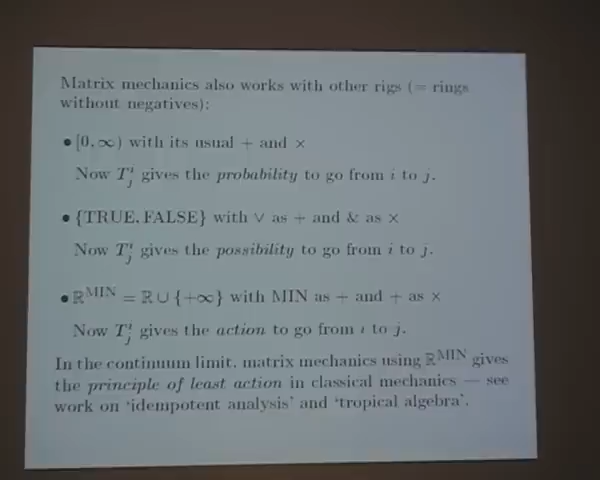 Matrix mechanics also works with other rigs (= rings
without negatives):
• [0, ∞) with its usual + and ×
Now T^i_j gives the probability to go from i to j.
• {TRUE, FALSE} with ∨ as + and & as ×
Now T^i_j gives the possibility to go from i to j.
• ℝ^MIN = ℝ ∪ {+∞} with MIN as + and + as ×
Now T^i_j gives the action to go from i to j.
In the continuum limit, matrix mechanics using ℝ^MIN gives
the principle of least action in classical mechanics — see
work on ‘idempotent analysis’ and ‘tropical algebra’.